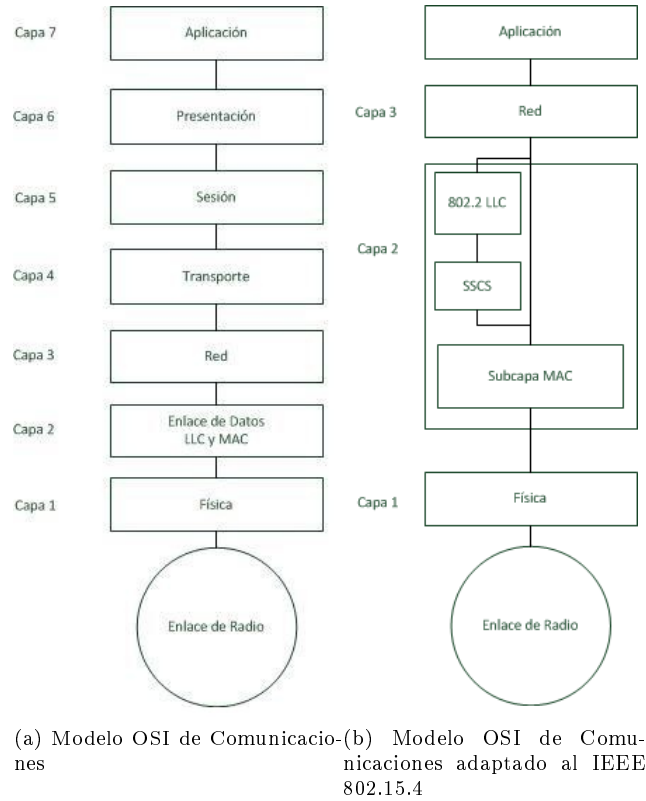 Capa 7
Aplicación
Capa 6
Presentación
Capa 5
Sesión
Capa 4
Transporte
Capa 3
Red
Capa 2
Enlace de Datos
LLC y MAC
Capa 1
Física
Enlace de Radio
(a) Modelo OSI de Comunicacio-
nes
Aplicación
Capa 3
Red
Capa 2
802.2 LLC
SSCS
Subcapa MAC
Capa 1
Física
Enlace de Radio
(b) Modelo OSI de Comu-
nicaciones adaptado al IEEE
802.15.4